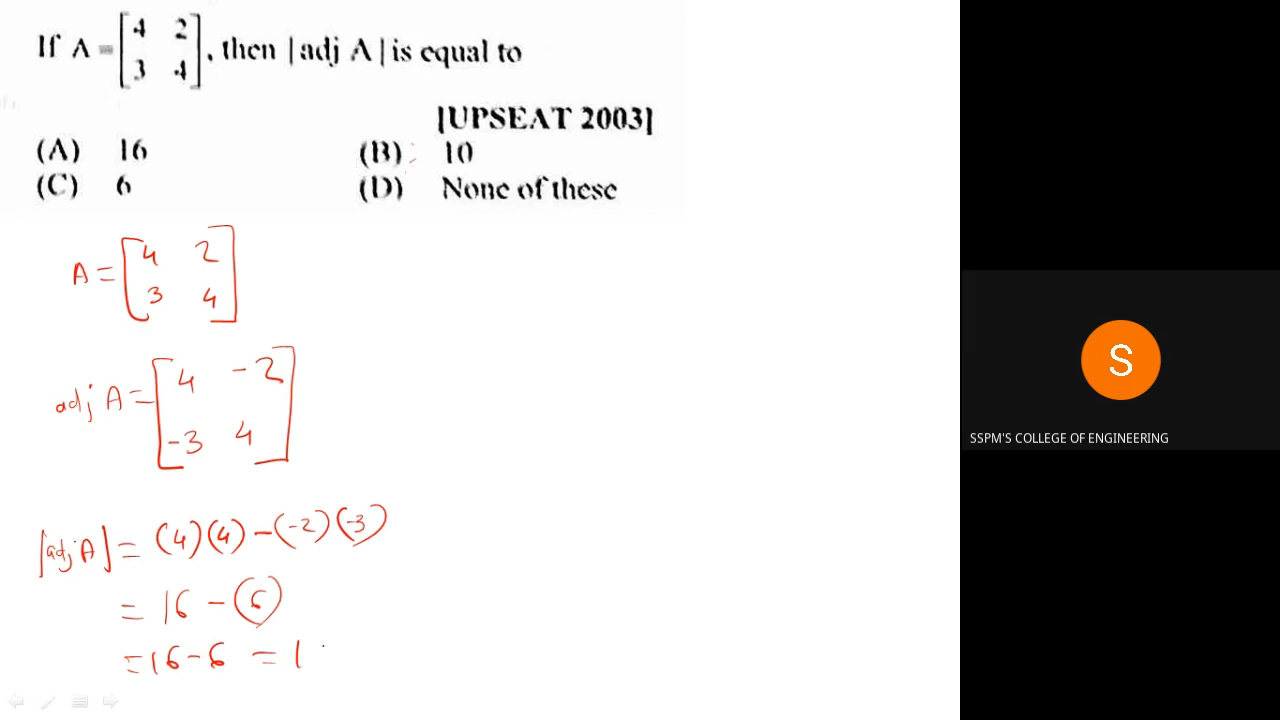 If A = [4 2; 3 4], then |adj A| is equal to
[UPSEAT 2003]
(A) 16 (B) 10
(C) 6 (D) None of these
A = [4 2; 3 4]
adj A = [4 -2; -3 4]
|adj A| = (4)(4) - (-2)(-3)
= 16 - (6)
= 16 - 6 = 1
S
SSPM'S COLLEGE OF ENGINEERING